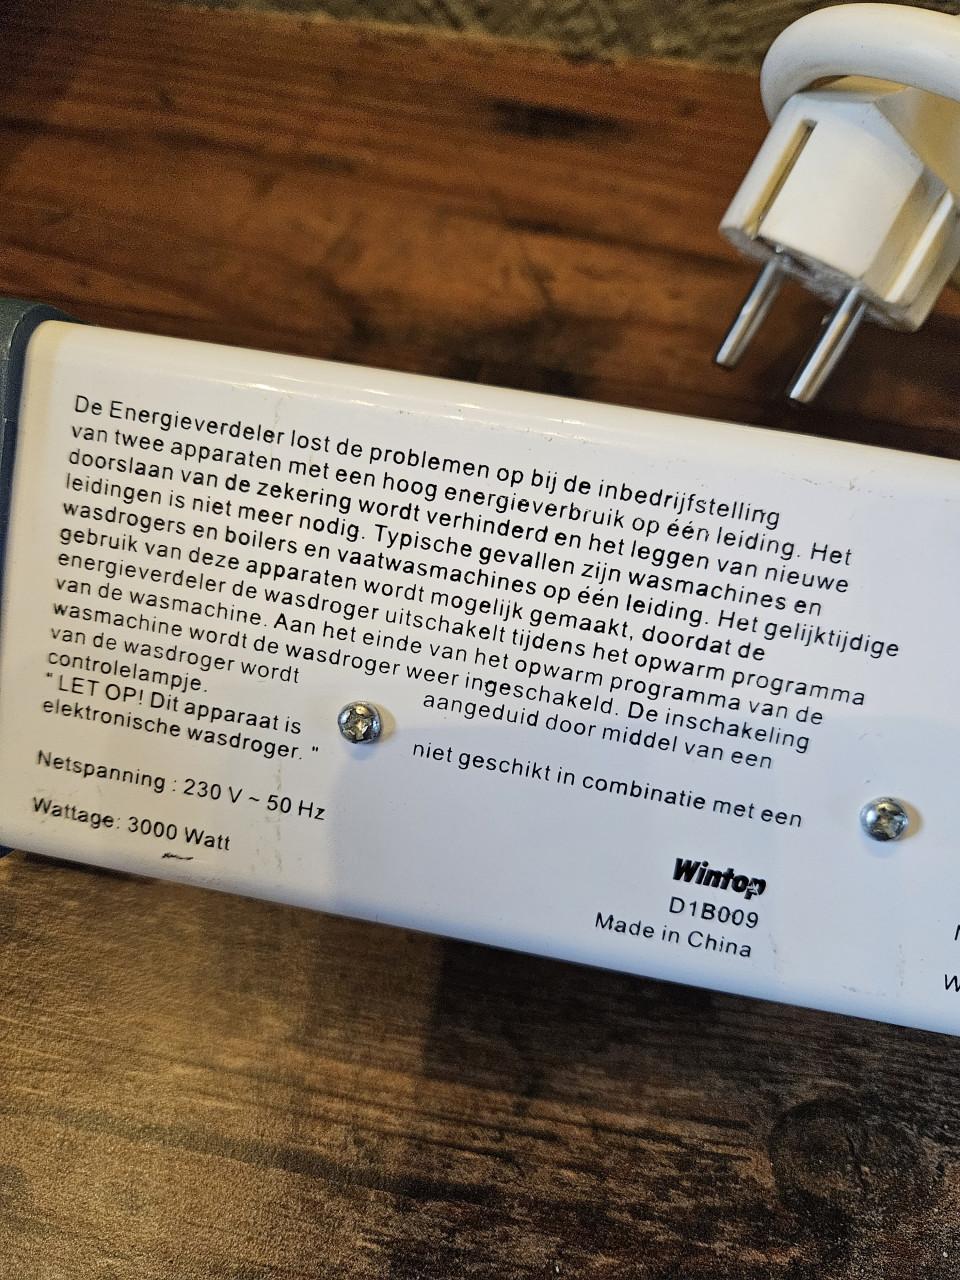 De Energieverdeler lost de problemen op bij de inbedrijfstelling
van twee apparaten met een hoog energieverbruik op één leiding. Het
doorslaan van de zekering wordt verhinderd en het leggen van nieuwe
leidingen is niet meer nodig. Typische gevallen zijn wasmachines en
wasdrogers en boilers en vaatwasmachines op één leiding. Het gelijktijdige
gebruik van deze apparaten wordt mogelijk gemaakt, doordat de
energieverdeler de wasdroger uitschakelt tijdens het opwarm programma
van de wasmachine. Aan het einde van het opwarm programma van de
wasmachine wordt de wasdroger weer ingeschakeld. De inschakeling
van de wasdroger wordt aangeduid door middel van een
controlelampje.
" LET OP! Dit apparaat is niet geschikt in combinatie met een
elektronische wasdroger. "
Netspanning : 230 V ~ 50 Hz
Wattage: 3000 Watt
Wintop
D1B009
Made in China